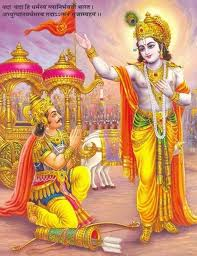 यदा यदा हि धर्मस्य ग्लानिर्भवति भारत ।
अभ्युत्थानमधर्मस्य तदात्मानं सृजाम्यहम् ॥